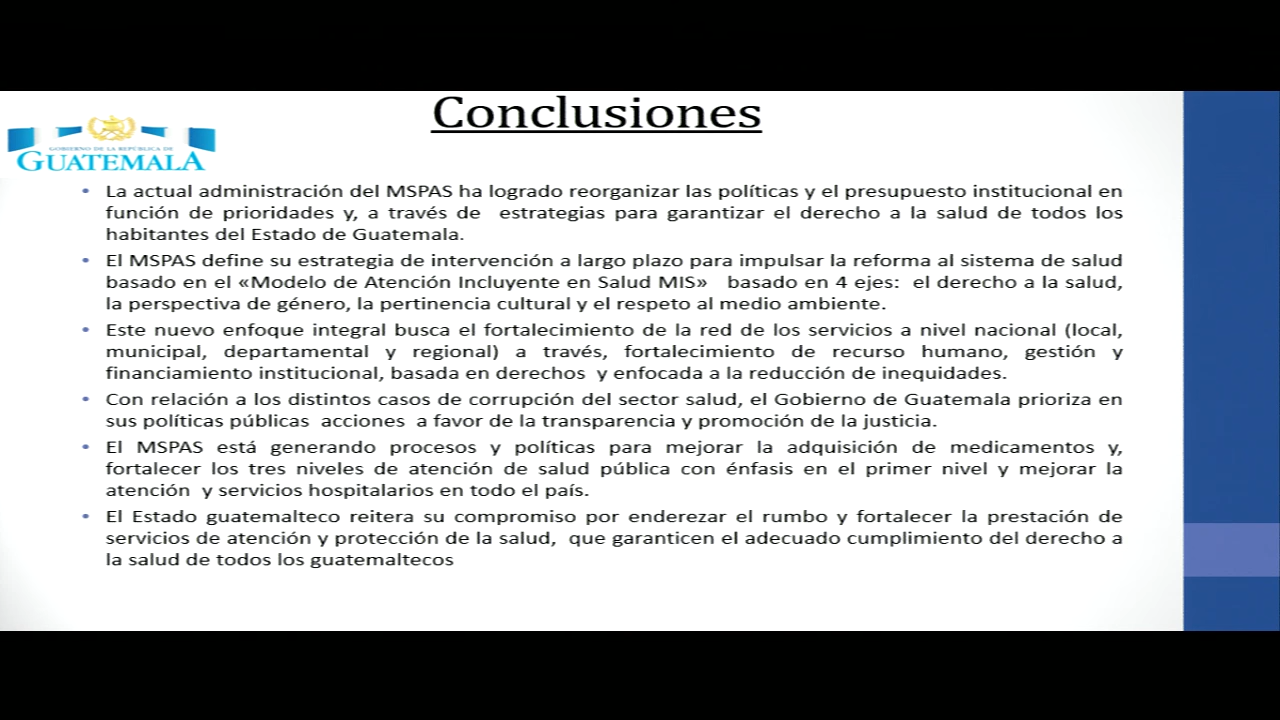 Conclusiones
GOBIERNO DE LA REPÚBLICA DE
GUATEMALA
• La actual administración del MSPAS ha logrado reorganizar las políticas y el presupuesto institucional en
función de prioridades y, a través de estrategias para garantizar el derecho a la salud de todos los
habitantes del Estado de Guatemala.
• El MSPAS define su estrategia de intervención a largo plazo para impulsar la reforma al sistema de salud
basado en el «Modelo de Atención Incluyente en Salud MIS» basado en 4 ejes: el derecho a la salud,
la perspectiva de género, la pertinencia cultural y el respeto al medio ambiente.
• Este nuevo enfoque integral busca el fortalecimiento de la red de los servicios a nivel nacional (local,
municipal, departamental y regional) a través, fortalecimiento de recurso humano, gestión y
financiamiento institucional, basada en derechos y enfocada a la reducción de inequidades.
• Con relación a los distintos casos de corrupción del sector salud, el Gobierno de Guatemala prioriza en
sus políticas públicas acciones a favor de la transparencia y promoción de la justicia.
• El MSPAS está generando procesos y políticas para mejorar la adquisición de medicamentos y,
fortalecer los tres niveles de atención de salud pública con énfasis en el primer nivel y mejorar la
atención y servicios hospitalarios en todo el país.
• El Estado guatemalteco reitera su compromiso por enderezar el rumbo y fortalecer la prestación de
servicios de atención y protección de la salud, que garanticen el adecuado cumplimiento del derecho a
la salud de todos los guatemaltecos